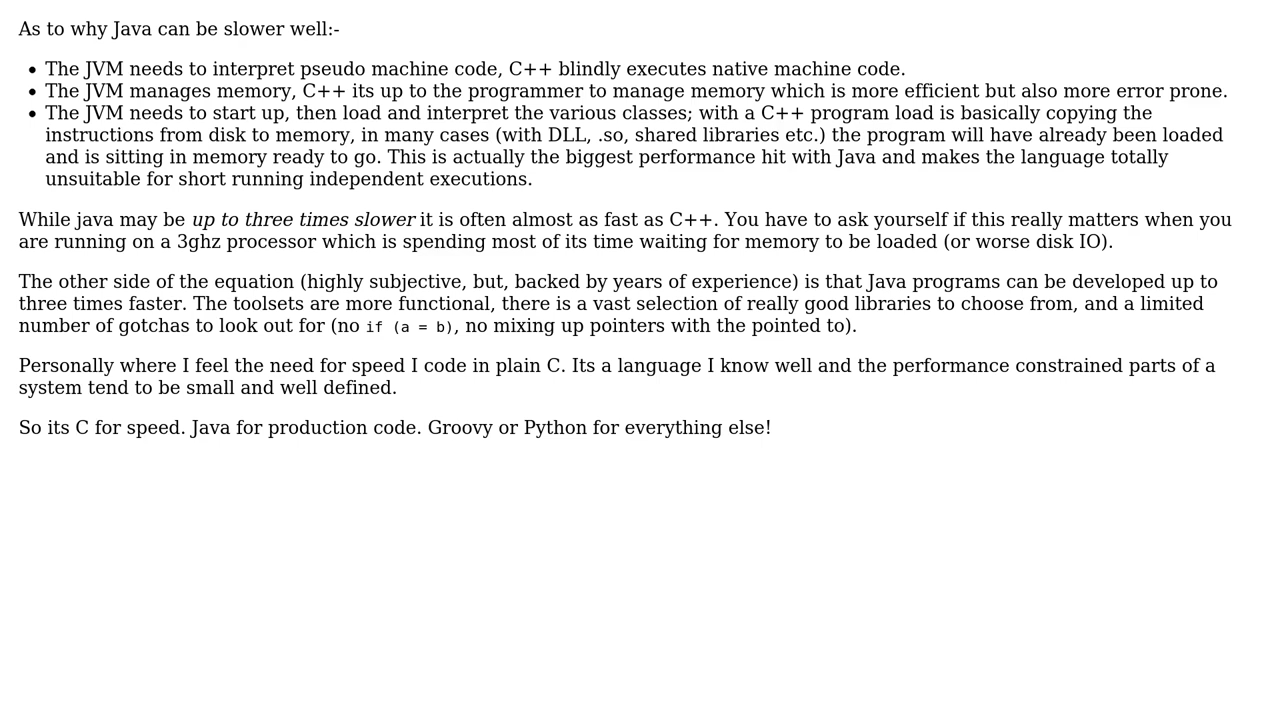 As to why Java can be slower well:-
• The JVM needs to interpret pseudo machine code, C++ blindly executes native machine code.
• The JVM manages memory, C++ its up to the programmer to manage memory which is more efficient but also more error prone.
• The JVM needs to start up, then load and interpret the various classes; with a C++ program load is basically copying the
instructions from disk to memory, in many cases (with DLL, .so, shared libraries etc.) the program will have already been loaded
and is sitting in memory ready to go. This is actually the biggest performance hit with Java and makes the language totally
unsuitable for short running independent executions.
While java may be up to three times slower it is often almost as fast as C++. You have to ask yourself if this really matters when you
are running on a 3ghz processor which is spending most of its time waiting for memory to be loaded (or worse disk IO).
The other side of the equation (highly subjective, but, backed by years of experience) is that Java programs can be developed up to
three times faster. The toolsets are more functional, there is a vast selection of really good libraries to choose from, and a limited
number of gotchas to look out for (no if (a = b), no mixing up pointers with the pointed to).
Personally where I feel the need for speed I code in plain C. Its a language I know well and the performance constrained parts of a
system tend to be small and well defined.
So its C for speed. Java for production code. Groovy or Python for everything else!